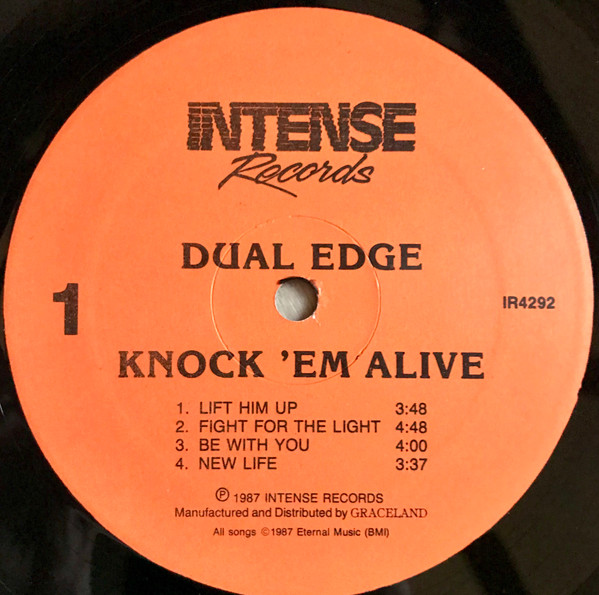 INTENSE
Records
DUAL EDGE
1
IR4292
KNOCK 'EM ALIVE
1. LIFT HIM UP 3:48
2. FiGHT FOR THE LIGHT 4:48
3. BE WITH YOU 4:00
4. NEW LIFE 3:37
℗ 1987 INTENSE RECORDS
Manufactured and Distributed by GRACELAND
All songs ©1987 Eternal Music (BMI)